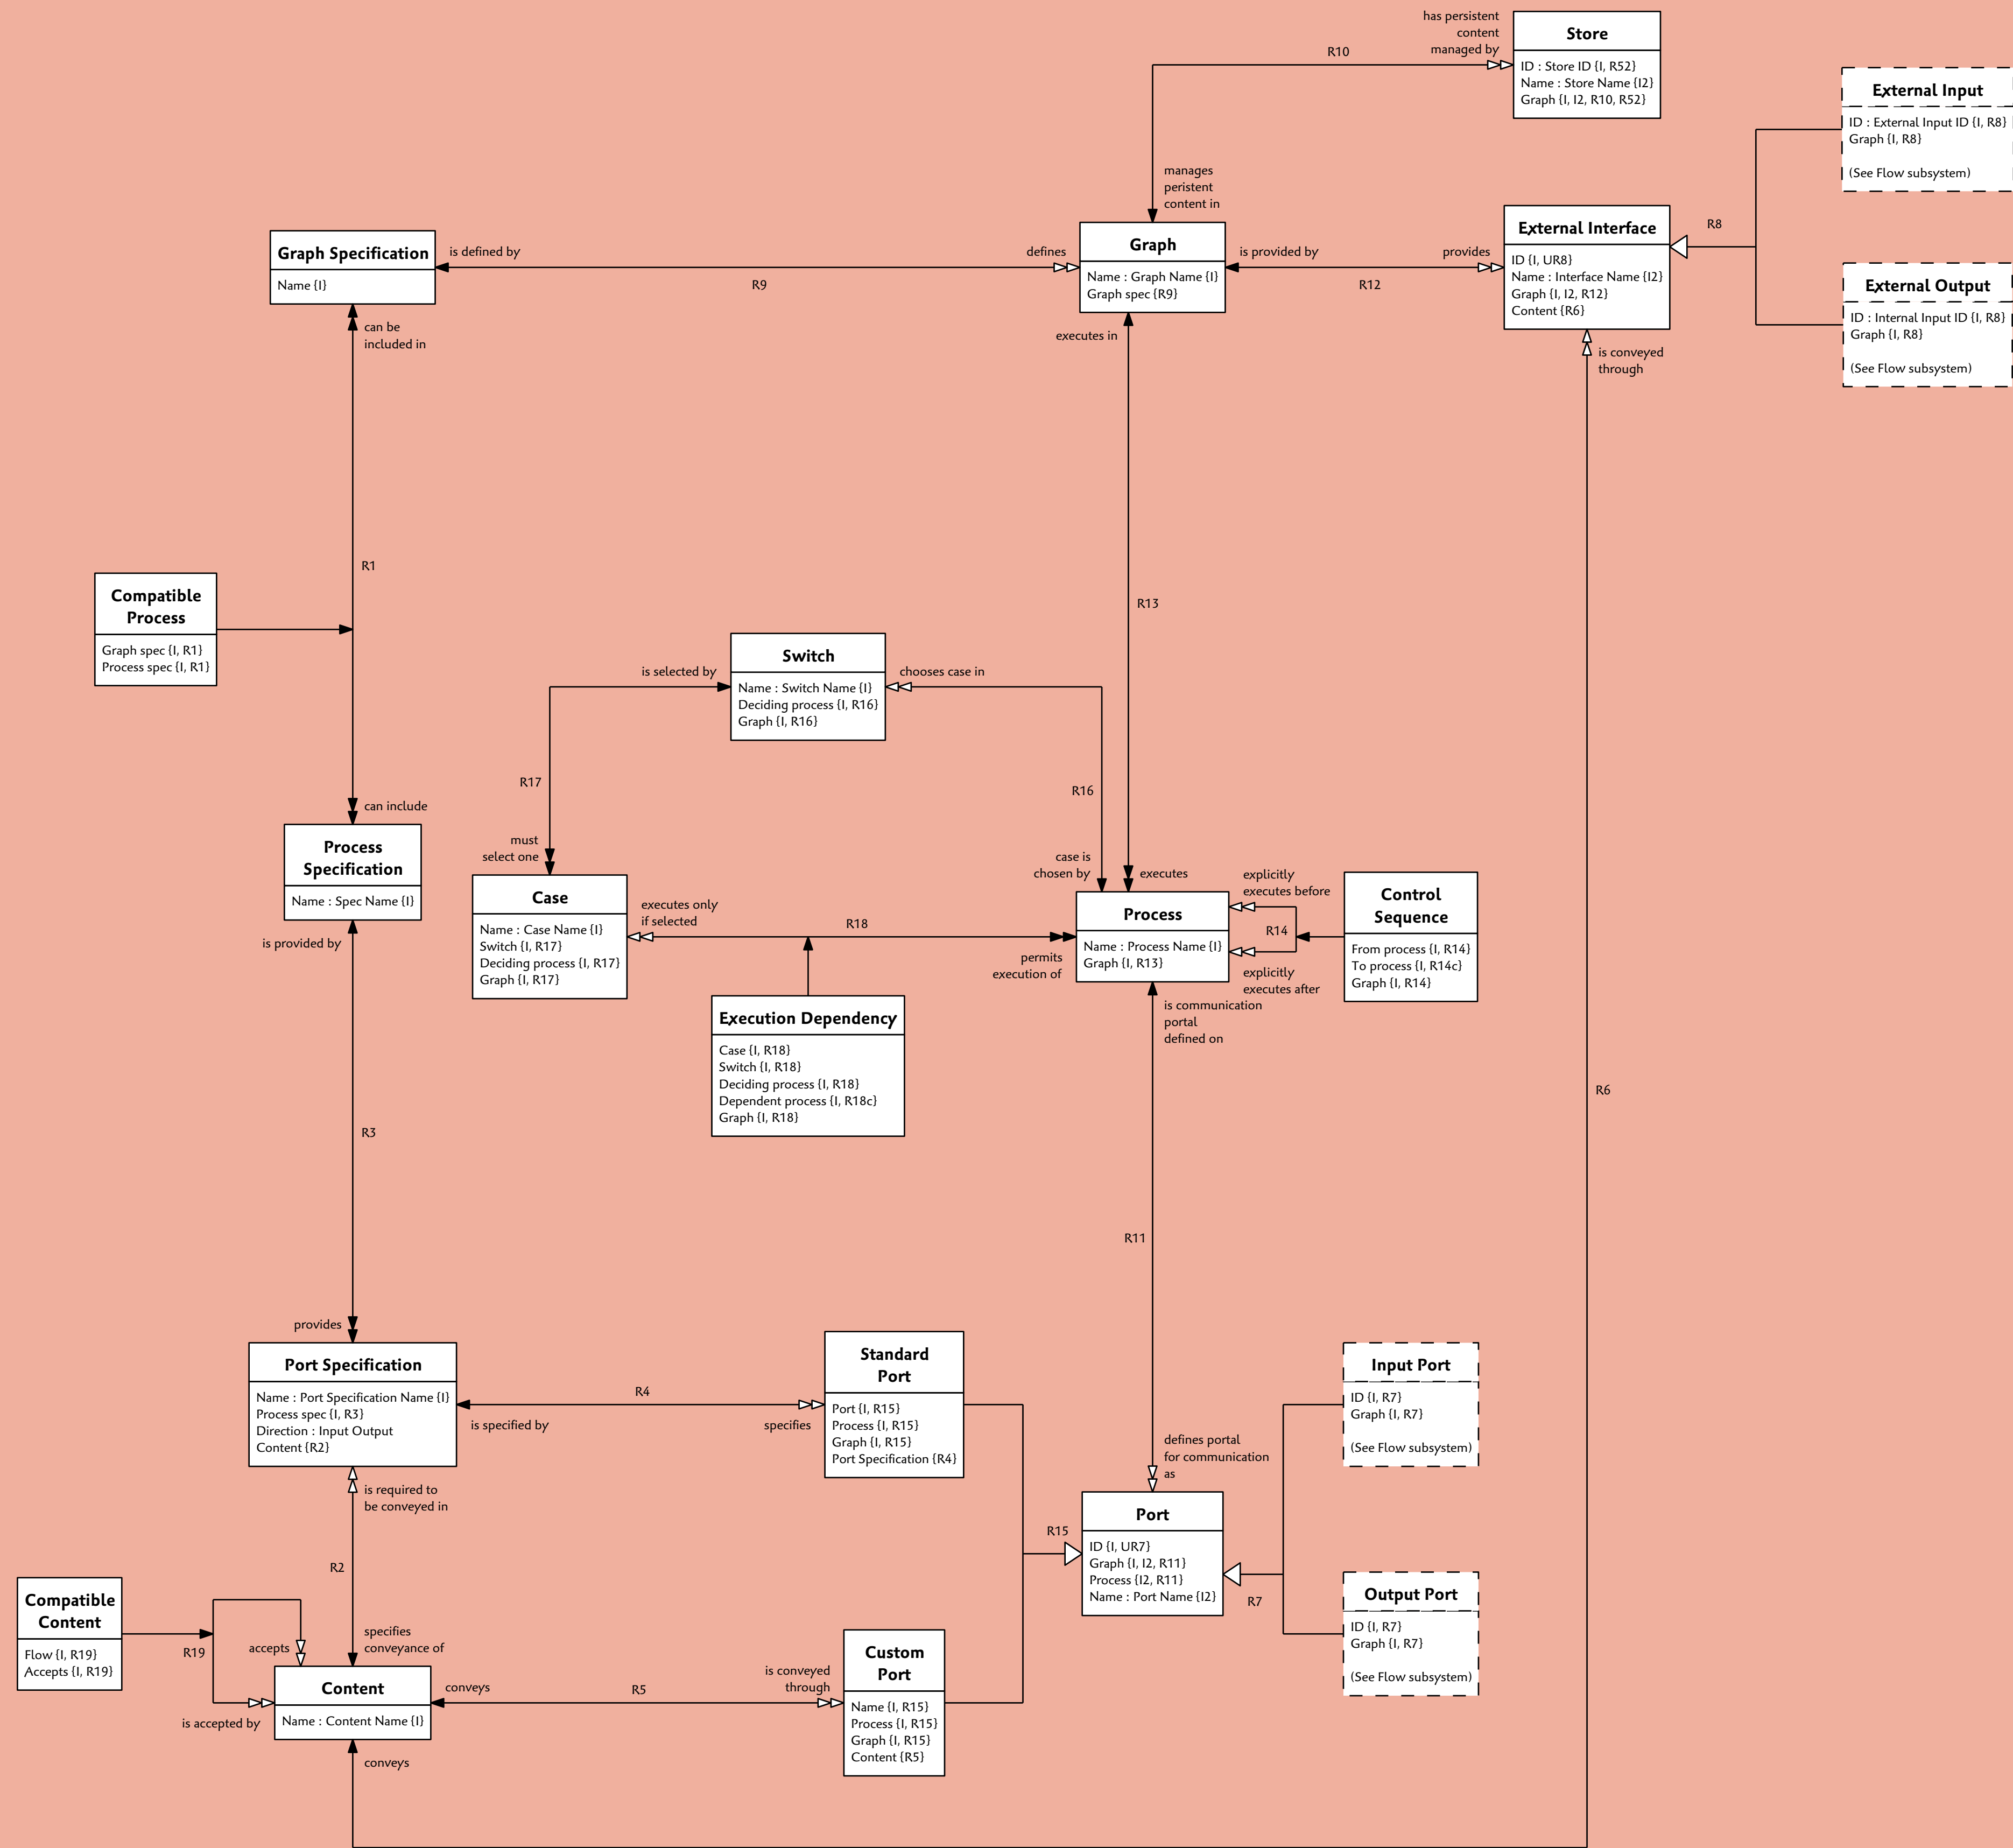 has persistent
content
managed by
R10
Store
ID : Store ID {I, R52}
Name : Store Name {I2}
Graph {I, I2, R10, R52}
External Input
ID : External Input ID {I, R8}
Graph {I, R8}
(See Flow subsystem)
manages
peristent
content in
Graph Specification
Name {I}
is defined by
R9
defines
Graph
Name : Graph Name {I}
Graph spec {R9}
is provided by
R12
provides
External Interface
ID {I, UR8}
Name : Interface Name {I2}
Graph {I, I2, R12}
Content {R6}
R8
External Output
ID : Internal Input ID {I, R8}
Graph {I, R8}
(See Flow subsystem)
can be
included in
executes in
is conveyed
through
R1
Compatible
Process
Graph spec {I, R1}
Process spec {I, R1}
R13
is selected by
Switch
Name : Switch Name {I}
Deciding process {I, R16}
Graph {I, R16}
chooses case in
R17
R16
can include
Process
Specification
Name : Spec Name {I}
is provided by
must
select one
Case
Name : Case Name {I}
Switch {I, R17}
Deciding process {I, R17}
Graph {I, R17}
executes only
if selected
R18
case is
chosen by
executes
permits
execution of
Process
Name : Process Name {I}
Graph {I, R13}
explicitly
executes before
R14
explicitly
executes after
Control
Sequence
From process {I, R14}
To process {I, R14c}
Graph {I, R14}
Execution Dependency
Case {I, R18}
Switch {I, R18}
Deciding process {I, R18}
Dependent process {I, R18c}
Graph {I, R18}
is communication
portal
defined on
R6
R3
R11
provides
Port Specification
Name : Port Specification Name {I}
Process spec {I, R3}
Direction : Input Output
Content {R2}
R4
is specified by
specifies
Standard
Port
Port {I, R15}
Process {I, R15}
Graph {I, R15}
Port Specification {R4}
defines portal
for communication
as
Input Port
ID {I, R7}
Graph {I, R7}
(See Flow subsystem)
is required to
be conveyed in
R2
R15
Port
ID {I, UR7}
Graph {I, I2, R11}
Process {I2, R11}
Name : Port Name {I2}
R7
Output Port
ID {I, R7}
Graph {I, R7}
(See Flow subsystem)
Compatible
Content
Flow {I, R19}
Accepts {I, R19}
R19
accepts
is accepted by
specifies
conveyance of
Content
Name : Content Name {I}
conveys
R5
is conveyed
through
Custom
Port
Name {I, R15}
Process {I, R15}
Graph {I, R15}
Content {R5}
conveys